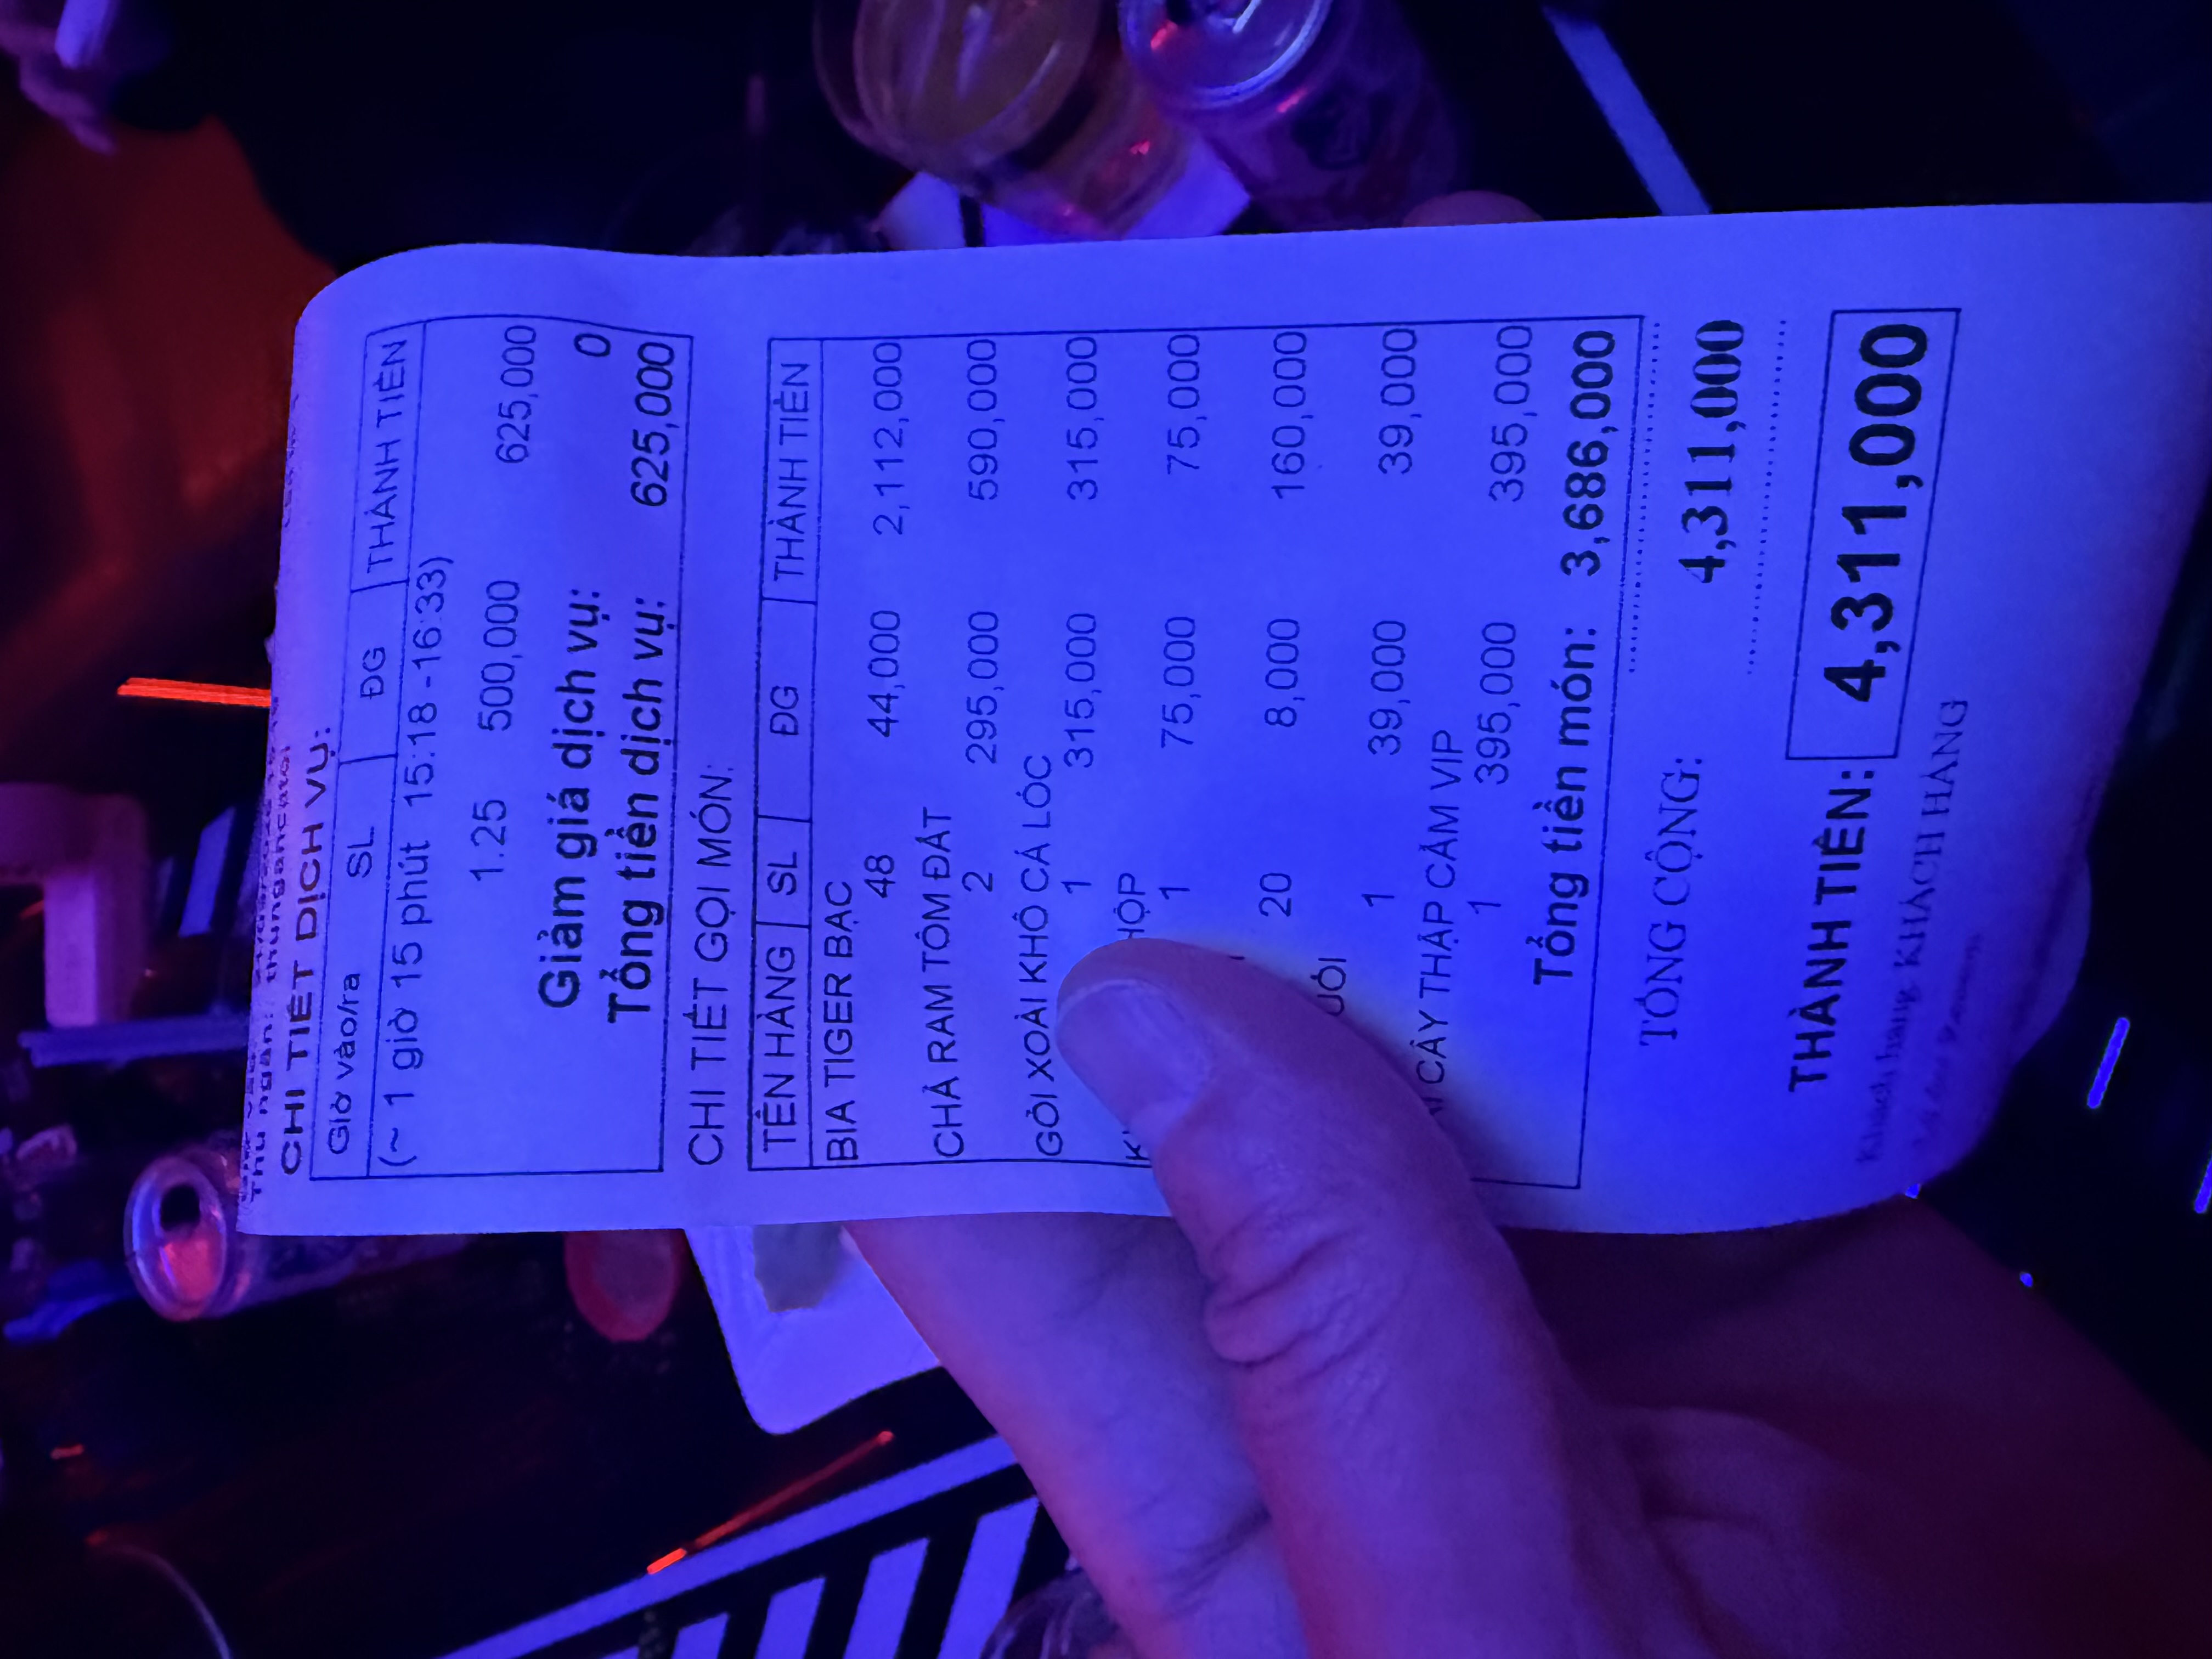 Thu ngân: thunganchutoi
CHI TIẾT DỊCH VỤ:
Giờ vào/ra SL ĐG THÀNH TIỀN
(~ 1 giờ 15 phút 15:18 -16:33)
1.25 500,000 625,000
Giảm giá dịch vụ: 0
Tổng tiền dịch vụ: 625,000
CHI TIẾT GỌI MÓN:
TÊN HÀNG SL ĐG THÀNH TIỀN
BIA TIGER BẠC
48 44,000 2,112,000
CHẢ RAM TÔM ĐẤT
2 295,000 590,000
GỎI XOÀI KHÔ CÁ LÓC
1 315,000 315,000
HỘP
1 75,000 75,000
20 8,000 160,000
1 39,000 39,000
CÂY THẬP CẨM VIP
1 395,000 395,000
Tổng tiền món: 3,686,000
TỔNG CỘNG: 4,311,000
THÀNH TIỀN: 4,311,000
Khách hàng KHÁCH HÀNG